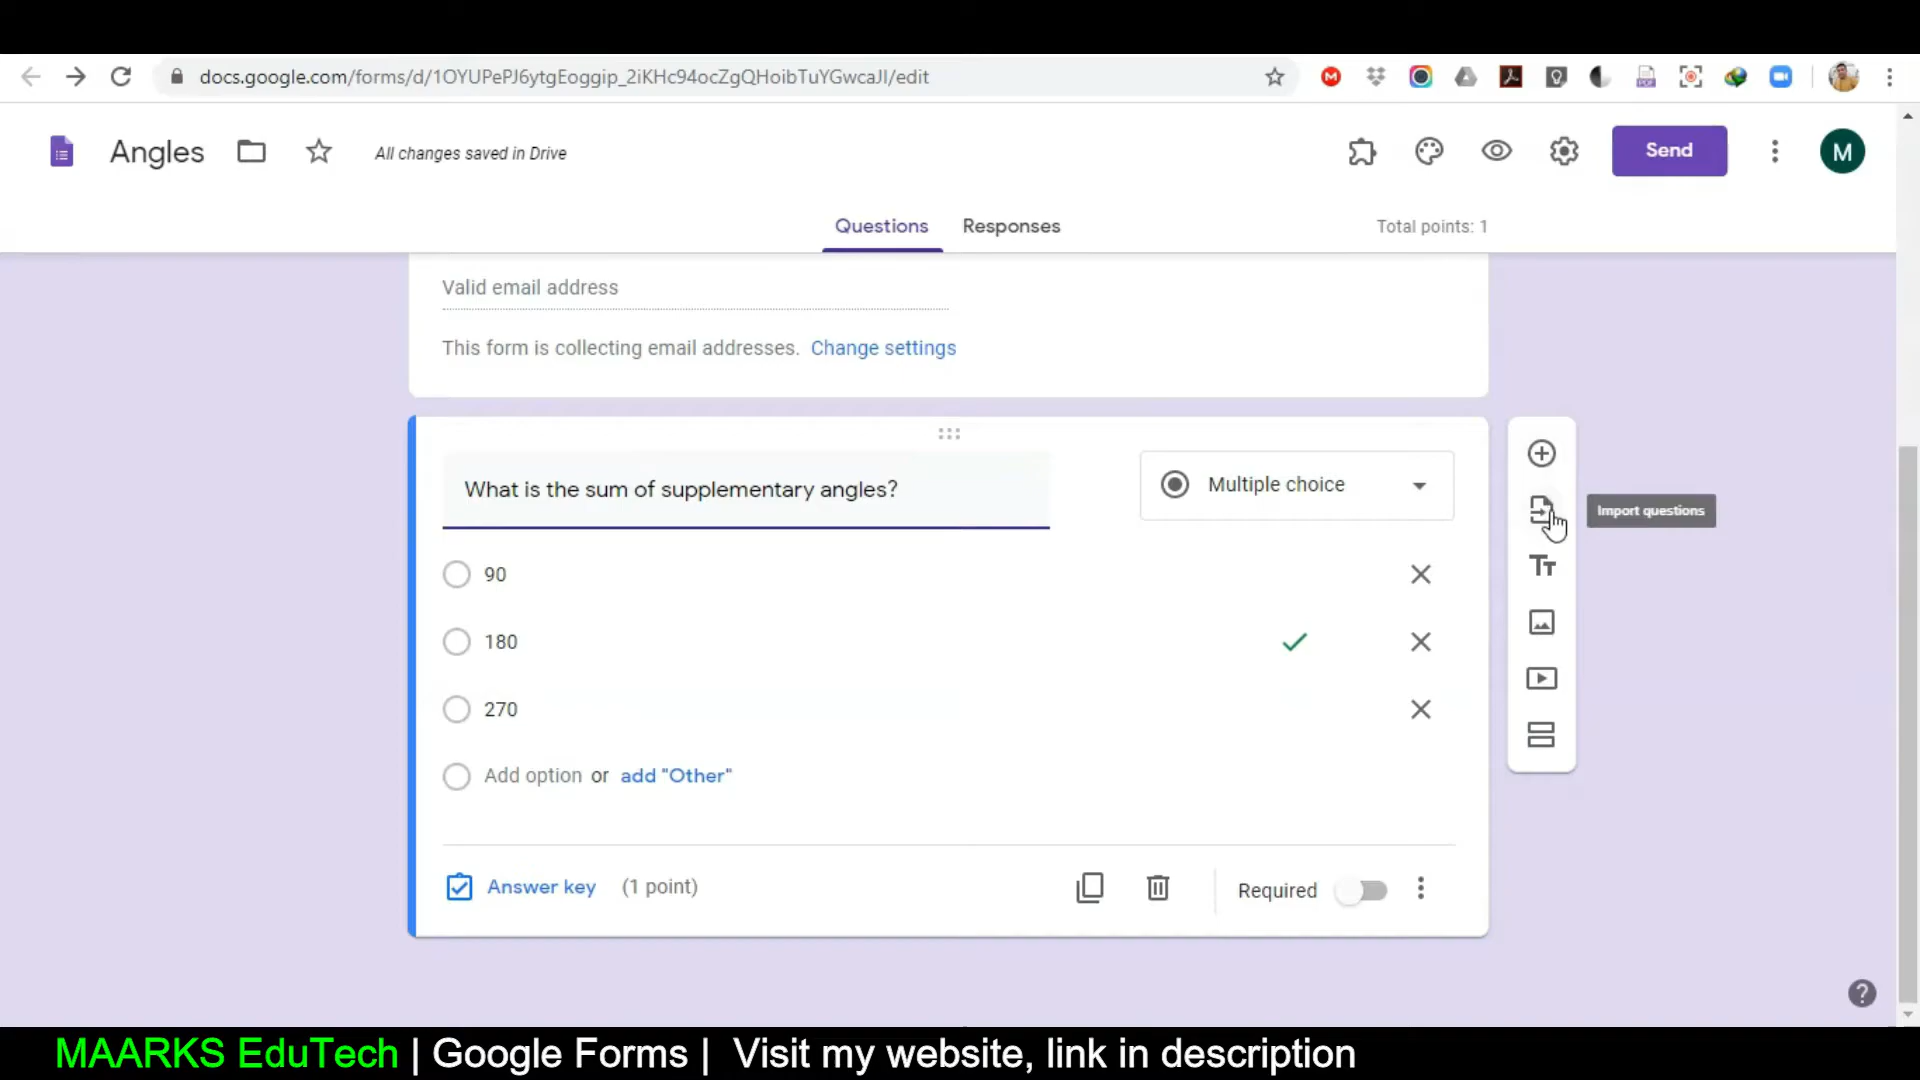 docs.google.com/forms/d/1OYUPePJ6ytgEoggip_2iKHc94ocZgQHoibTuYGwcaJI/edit
Angles
All changes saved in Drive
Send
M
Questions
Responses
Total points: 1
Valid email address
This form is collecting email addresses. Change settings
What is the sum of supplementary angles?
Multiple choice
Import questions
90
180
270
Add option or add "Other"
Answer key (1 point)
Required
MAARKS EduTech | Google Forms | Visit my website, link in description